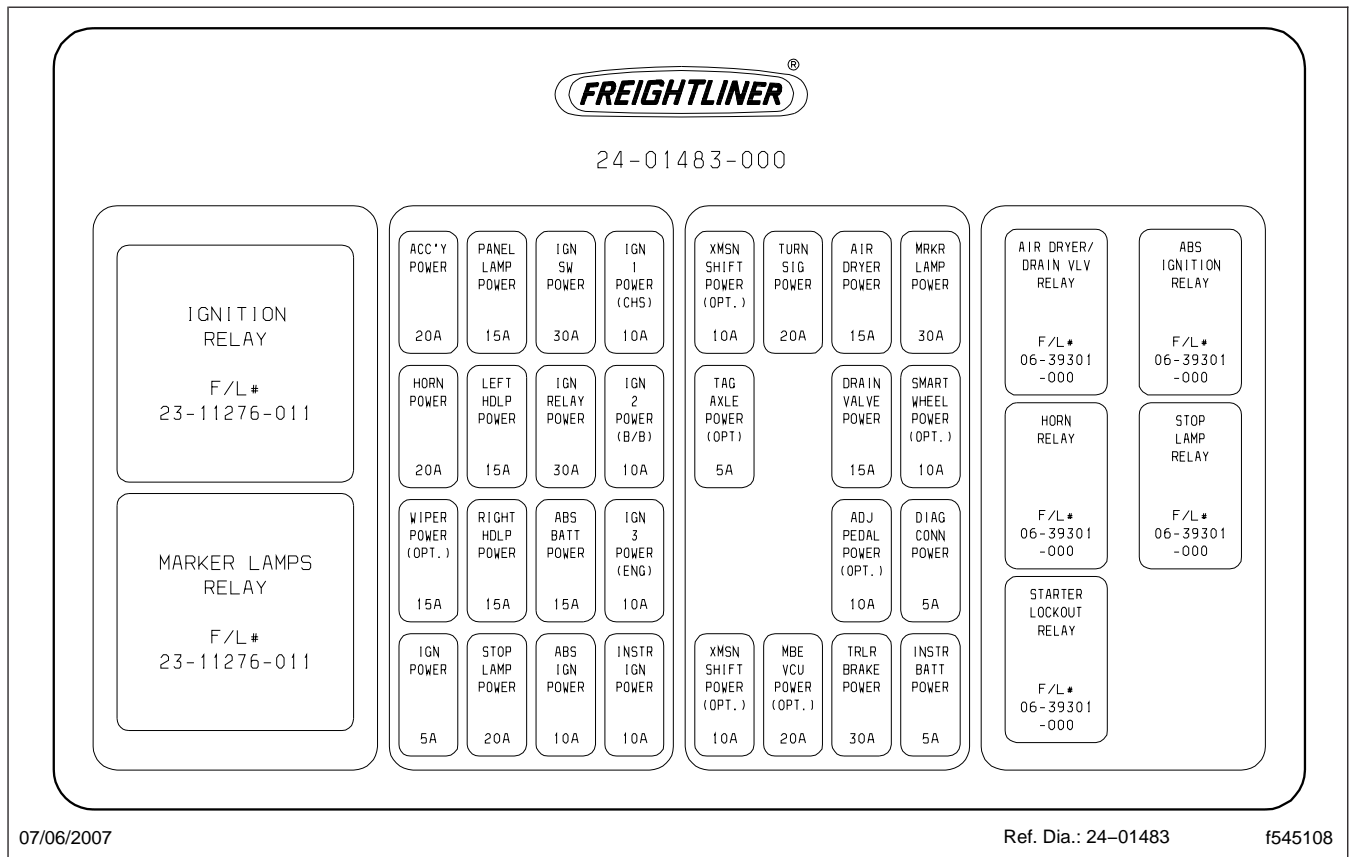 ®
FREIGHTLINER
24-01483-000
IGNITION
RELAY
F/L#
23-11276-011
MARKER LAMPS
RELAY
F/L#
23-11276-011
ACC'Y
POWER
20A
PANEL
LAMP
POWER
15A
IGN
SW
POWER
30A
IGN
1
POWER
(CHS)
10A
HORN
POWER
20A
LEFT
HDLP
POWER
15A
IGN
RELAY
POWER
30A
IGN
2
POWER
(B/B)
10A
WIPER
POWER
(OPT.)
15A
RIGHT
HDLP
POWER
15A
ABS
BATT
POWER
15A
IGN
3
POWER
(ENG)
10A
IGN
POWER
5A
STOP
LAMP
POWER
20A
ABS
IGN
POWER
10A
INSTR
IGN
POWER
10A
XMSN
SHIFT
POWER
(OPT.)
10A
TURN
SIG
POWER
20A
AIR
DRYER
POWER
15A
MRKR
LAMP
POWER
30A
TAG
AXLE
POWER
(OPT)
5A
DRAIN
VALVE
POWER
15A
SMART
WHEEL
POWER
(OPT.)
10A
ADJ
PEDAL
POWER
(OPT.)
10A
DIAG
CONN
POWER
5A
XMSN
SHIFT
POWER
(OPT.)
10A
MBE
VCU
POWER
(OPT.)
20A
TRLR
BRAKE
POWER
30A
INSTR
BATT
POWER
5A
AIR DRYER/
DRAIN VLV
RELAY
F/L#
06-39301
-000
ABS
IGNITION
RELAY
F/L#
06-39301
-000
HORN
RELAY
F/L#
06-39301
-000
STOP
LAMP
RELAY
F/L#
06-39301
-000
STARTER
LOCKOUT
RELAY
F/L#
06-39301
-000
07/06/2007
Ref. Dia.: 24–01483
f545108